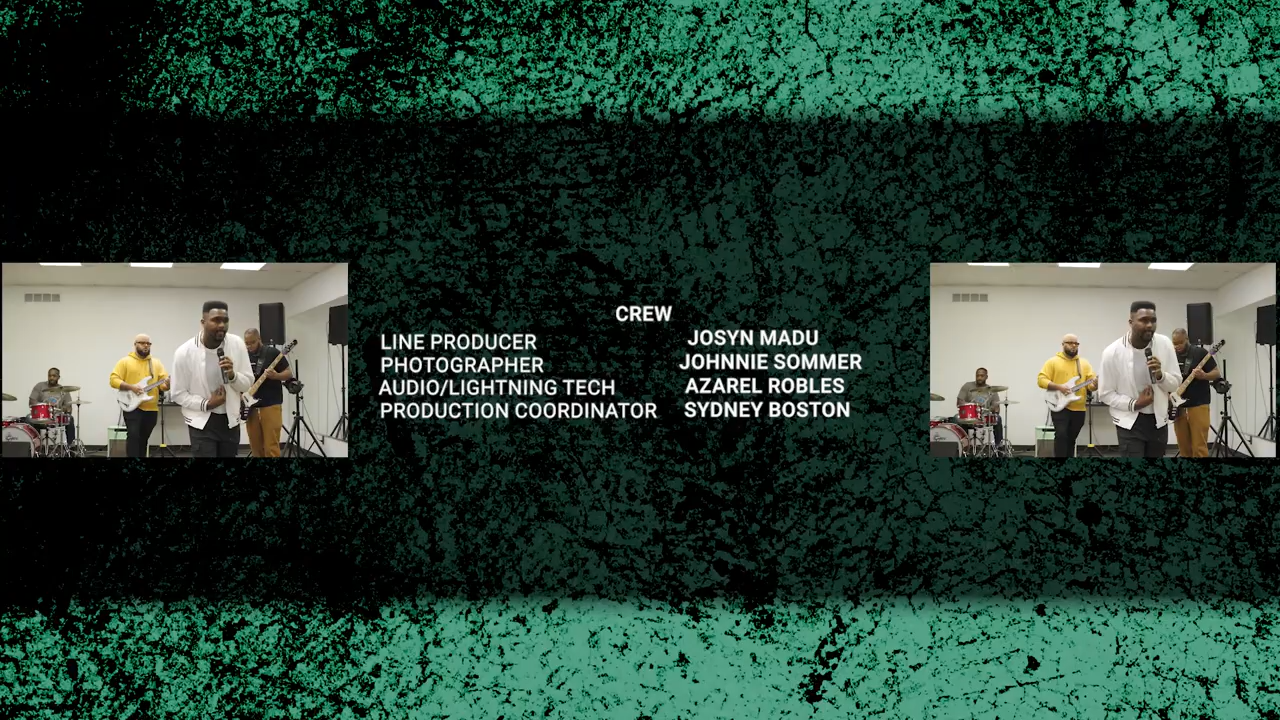 CREW
LINE PRODUCER JOSYN MADU
PHOTOGRAPHER JOHNNIE SOMMER
AUDIO/LIGHTNING TECH AZAREL ROBLES
PRODUCTION COORDINATOR SYDNEY BOSTON